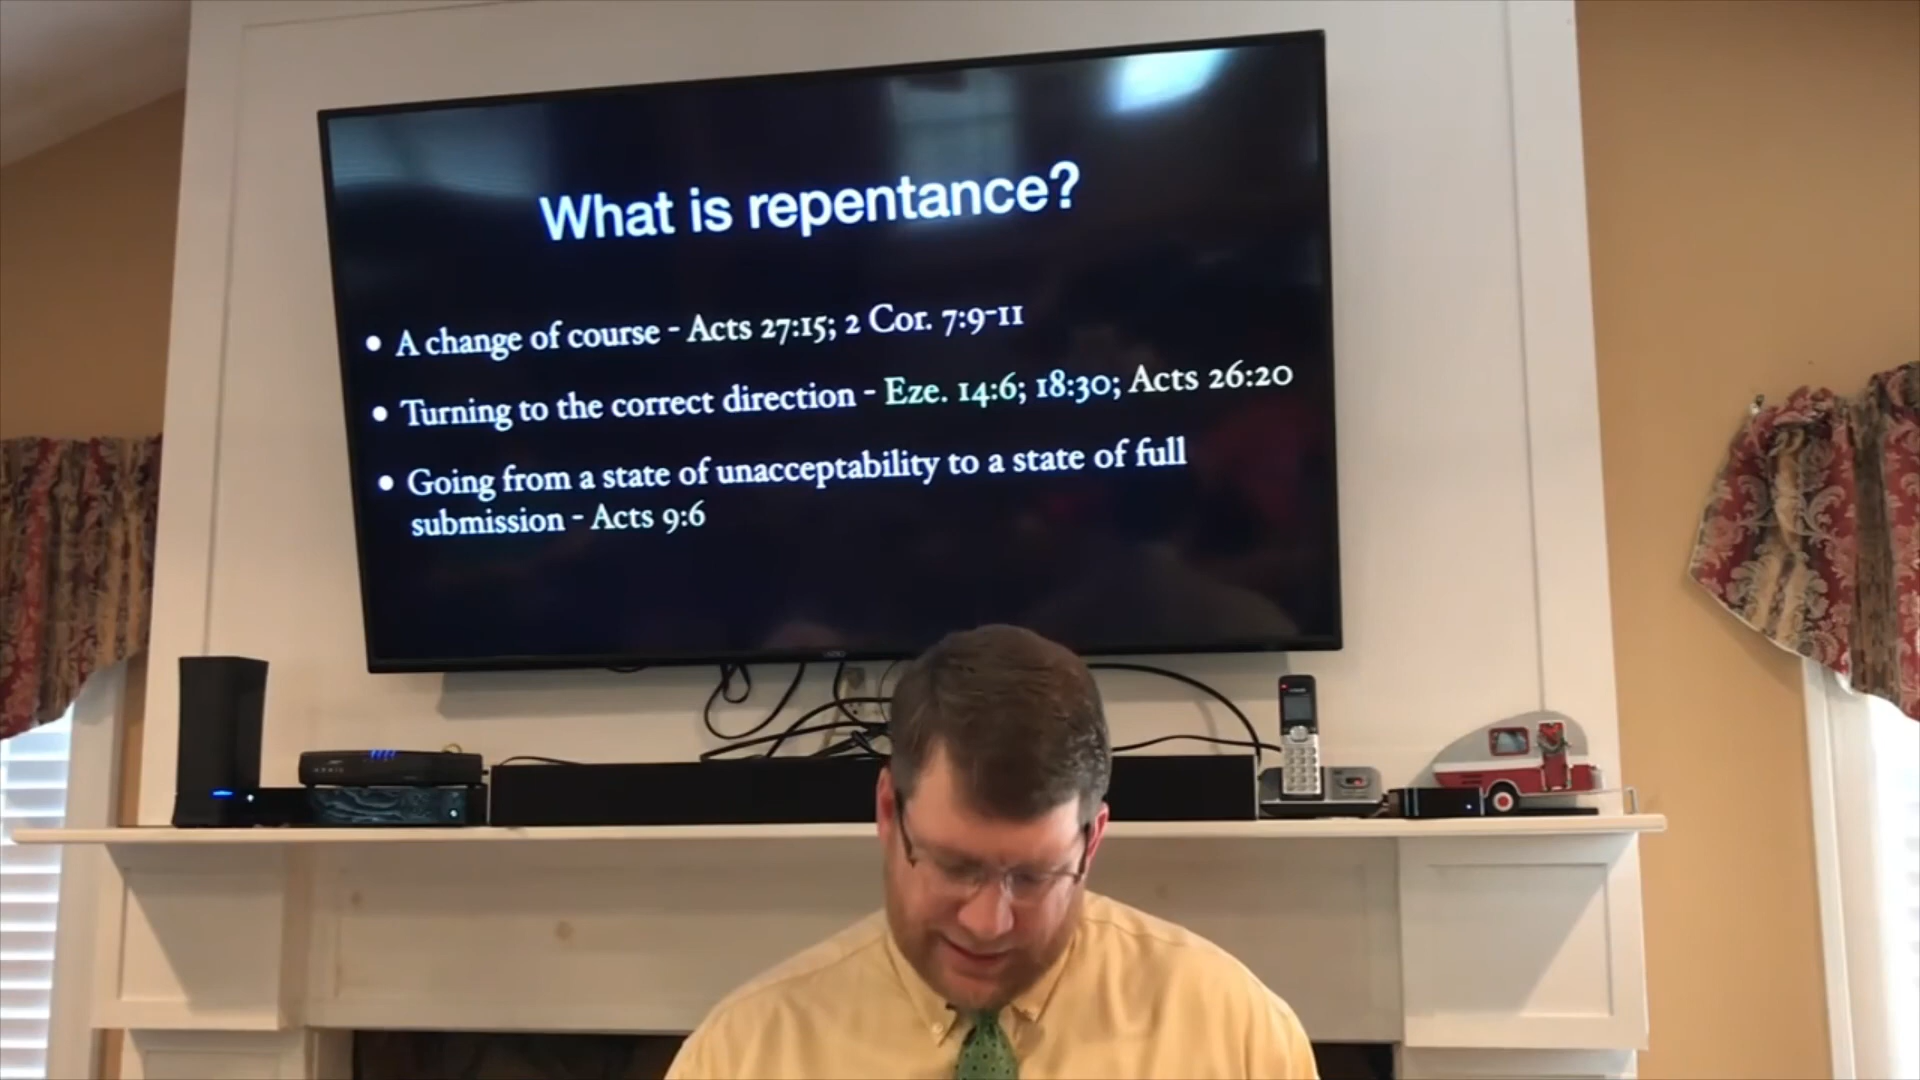 What is repentance?
• A change of course - Acts 27:15; 2 Cor. 7:9-11
• Turning to the correct direction - Eze. 14:6; 18:30; Acts 26:20
• Going from a state of unacceptability to a state of full
submission - Acts 9:6